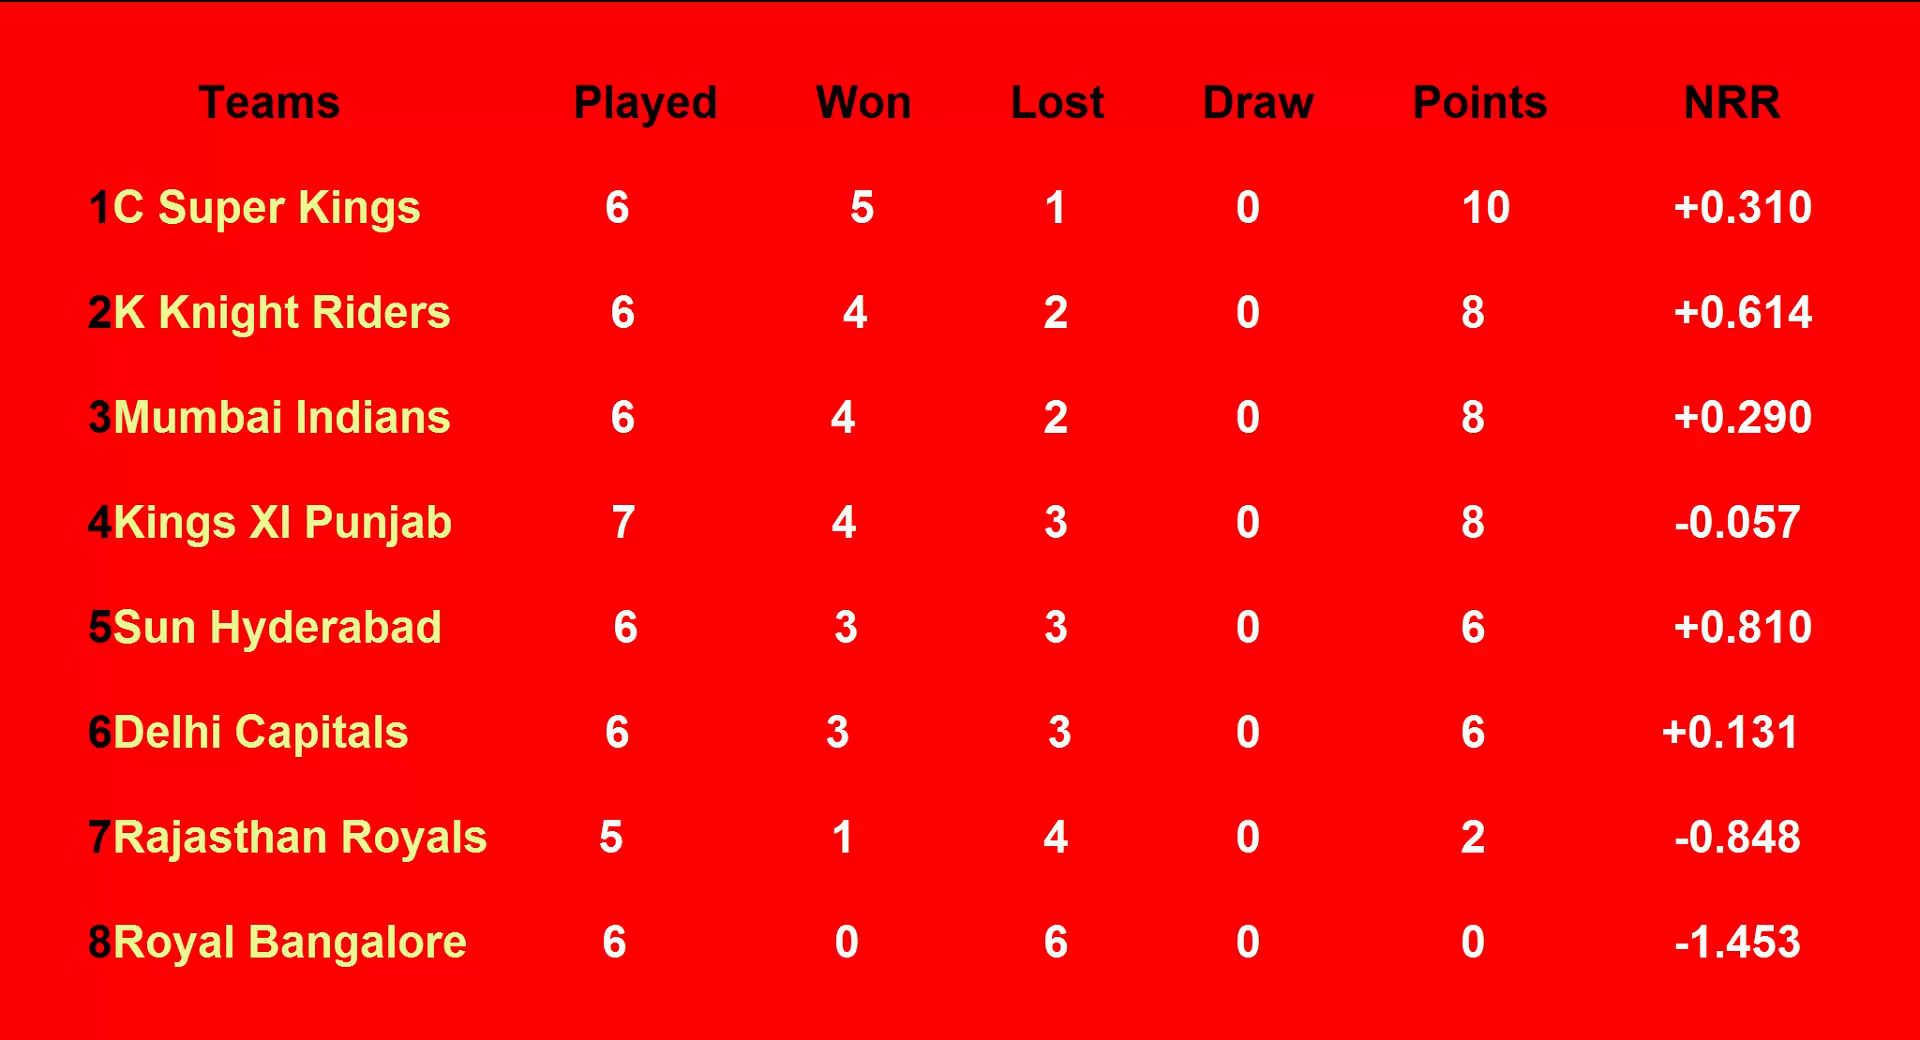 Teams Played Won Lost Draw Points NRR
1C Super Kings 6 5 1 0 10 +0.310
2K Knight Riders 6 4 2 0 8 +0.614
3Mumbai Indians 6 4 2 0 8 +0.290
4Kings XI Punjab 7 4 3 0 8 -0.057
5Sun Hyderabad 6 3 3 0 6 +0.810
6Delhi Capitals 6 3 3 0 6 +0.131
7Rajasthan Royals 5 1 4 0 2 -0.848
8Royal Bangalore 6 0 6 0 0 -1.453